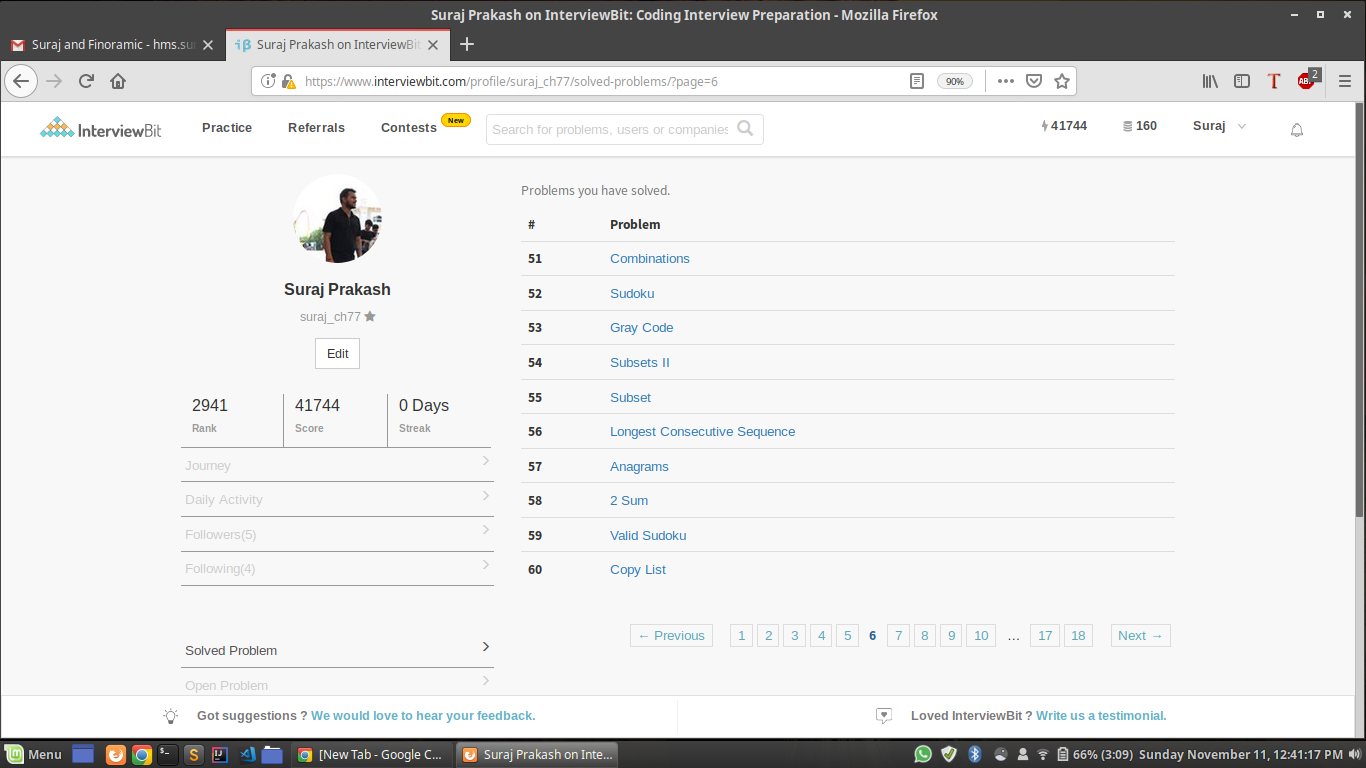 Suraj Prakash on InterviewBit: Coding Interview Preparation - Mozilla Firefox
Suraj and Finoramic - hms.su
Suraj Prakash on InterviewBit
https://www.interviewbit.com/profile/suraj_ch77/solved-problems/?page=6
90%
2
InterviewBit
Practice
Referrals
Contests
New
Search for problems, users or companies
41744
160
Suraj
Suraj Prakash
suraj_ch77
Edit
2941
Rank
41744
Score
0 Days
Streak
Journey
Daily Activity
Followers(5)
Following(4)
Solved Problem
Open Problem
Problems you have solved.
# Problem
51 Combinations
52 Sudoku
53 Gray Code
54 Subsets II
55 Subset
56 Longest Consecutive Sequence
57 Anagrams
58 2 Sum
59 Valid Sudoku
60 Copy List
← Previous 1 2 3 4 5 6 7 8 9 10 ... 17 18 Next →
Got suggestions ? We would love to hear your feedback.
Loved InterviewBit ? Write us a testimonial.
Menu
[New Tab - Google C...
Suraj Prakash on Inte...
66% (3:09) Sunday November 11, 12:41:17 PM